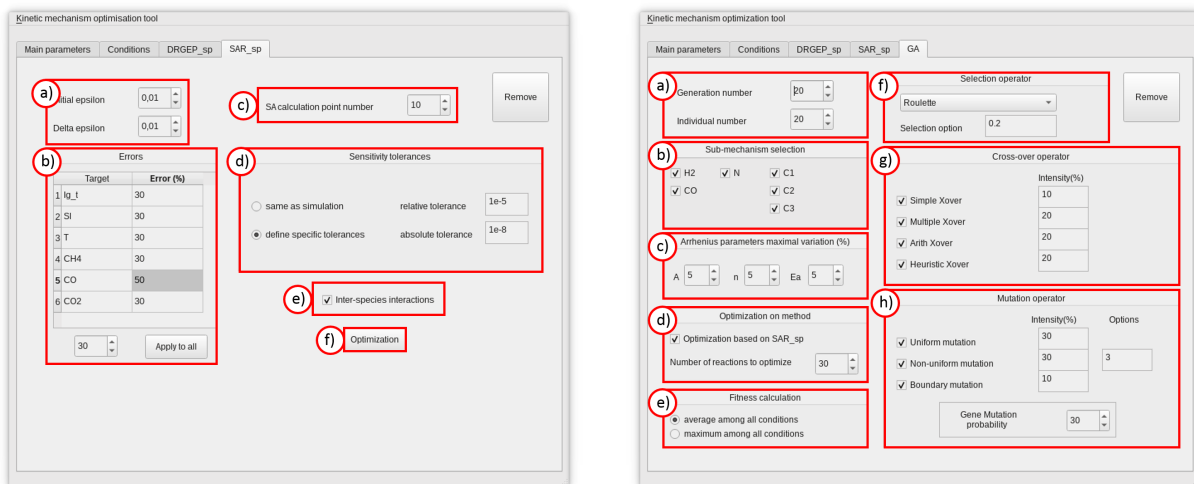 Kinetic mechanism optimisation tool
Main parameters Conditions DRGEP_sp SAR_sp
a)
itial epsilon 0,01
Delta epsilon 0,01
c)
SA calculation point number 10
Remove
b)
Errors
Target Error (%)
1 Ig_t 30
2 Sl 30
3 T 30
4 CH4 30
5 CO 50
6 CO2 30
30 Apply to all
d)
Sensitivity tolerances
same as simulation relative tolerance 1e-5
define specific tolerances absolute tolerance 1e-8
e)
Inter-species interactions
f)
Optimization
Kinetic mechanism optimization tool
Main parameters Conditions DRGEP_sp SAR_sp GA
a)
Generation number 20
Individual number 20
b)
Sub-mechanism selection
H2 N C1
CO C2
C3
c)
Arrhenius parameters maximal variation (%)
A 5 n 5 Ea 5
d)
Optimization on method
Optimization based on SAR_sp
Number of reactions to optimize 30
e)
Fitness calculation
average among all conditions
maximum among all conditions
f)
Selection operator
Roulette
Selection option 0.2
Remove
g)
Cross-over operator
Intensity(%)
Simple Xover 10
Multiple Xover 20
Arith Xover 20
Heuristic Xover 20
h)
Mutation operator
Intensity(%) Options
Uniform mutation 30
Non-uniform mutation 30 3
Boundary mutation 10
Gene Mutation
probability 30